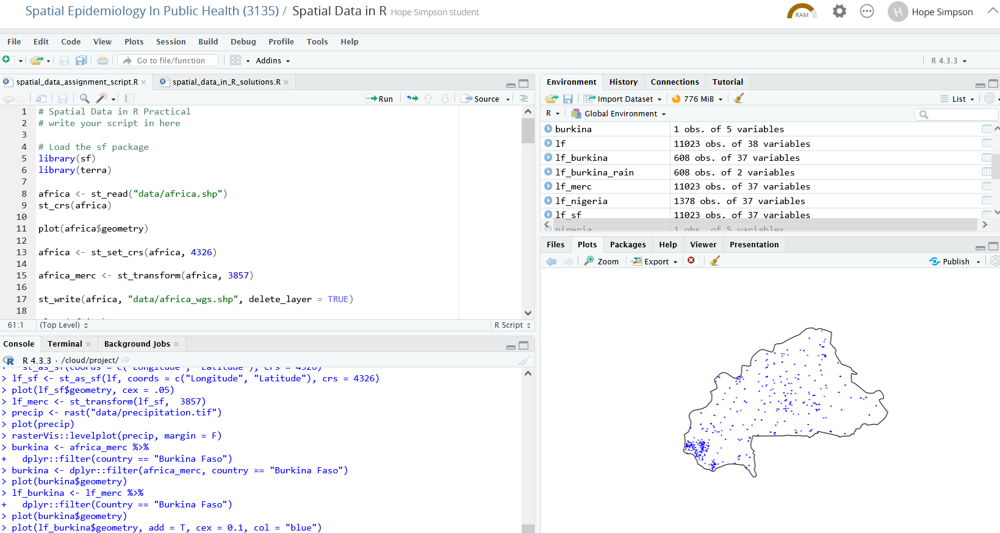 Spatial Epidemiology In Public Health (3135) / Spatial Data in R Hope Simpson student
RAM
H Hope Simpson
File Edit Code View Plots Session Build Debug Profile Tools Help
Go to file/function Addins
R 4.3.3
spatial_data_assignment_script.R
spatial_data_in_R_solutions.R
Run Source
1 # Spatial Data in R Practical
2 # write your script in here
3
4 # Load the sf package
5 library(sf)
6 library(terra)
7
8 africa <- st_read("data/africa.shp")
9 st_crs(africa)
10
11 plot(africa$geometry)
12
13 africa <- st_set_crs(africa, 4326)
14
15 africa_merc <- st_transform(africa, 3857)
16
17 st_write(africa, "data/africa_wgs.shp", delete_layer = TRUE)
18
61:1 (Top Level) R Script
Console Terminal Background Jobs
R R 4.3.3 · /cloud/project/
+ st_as_sf(coords = c("Longitude", "Latitude"), crs = 4326)
> lf_sf <- st_as_sf(lf, coords = c("Longitude", "Latitude"), crs = 4326)
> plot(lf_sf$geometry, cex = .05)
> lf_merc <- st_transform(lf_sf,  3857)
> precip <- rast("data/precipitation.tif")
> plot(precip)
> rasterVis::levelplot(precip, margin = F)
> burkina <- africa_merc %>%
+   dplyr::filter(country == "Burkina Faso")
> burkina <- dplyr::filter(africa_merc, country == "Burkina Faso")
> plot(burkina$geometry)
> lf_burkina <- lf_merc %>%
+   dplyr::filter(Country == "Burkina Faso")
> plot(burkina$geometry)
> plot(lf_burkina$geometry, add = T, cex = 0.1, col = "blue")
Environment History Connections Tutorial
Import Dataset 776 MiB List
R Global Environment
burkina 1 obs. of 5 variables
lf 11023 obs. of 38 variables
lf_burkina 608 obs. of 37 variables
lf_burkina_rain 608 obs. of 2 variables
lf_merc 11023 obs. of 37 variables
lf_nigeria 1378 obs. of 37 variables
lf_sf 11023 obs. of 37 variables
nigeria 1 obs. of 5 variables
Files Plots Packages Help Viewer Presentation
Zoom Export Publish